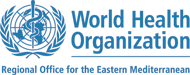 World Health
Organization
Regional Office for the Eastern Mediterranean